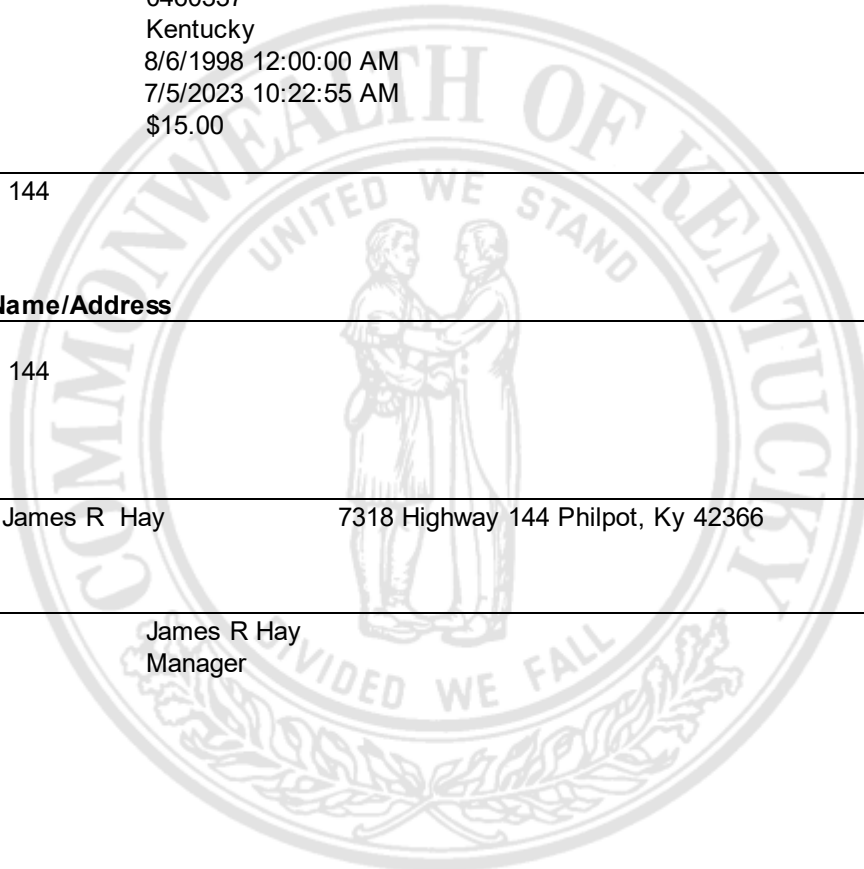 Kentucky
8/6/1998 12:00:00 AM
7/5/2023 10:22:55 AM
$15.00
144
Name/Address
144
James R Hay 7318 Highway 144 Philpot, Ky 42366
James R Hay
Manager
COMMONWEALTH OF KENTUCKY
UNITED WE STAND
DIVIDED WE FALL